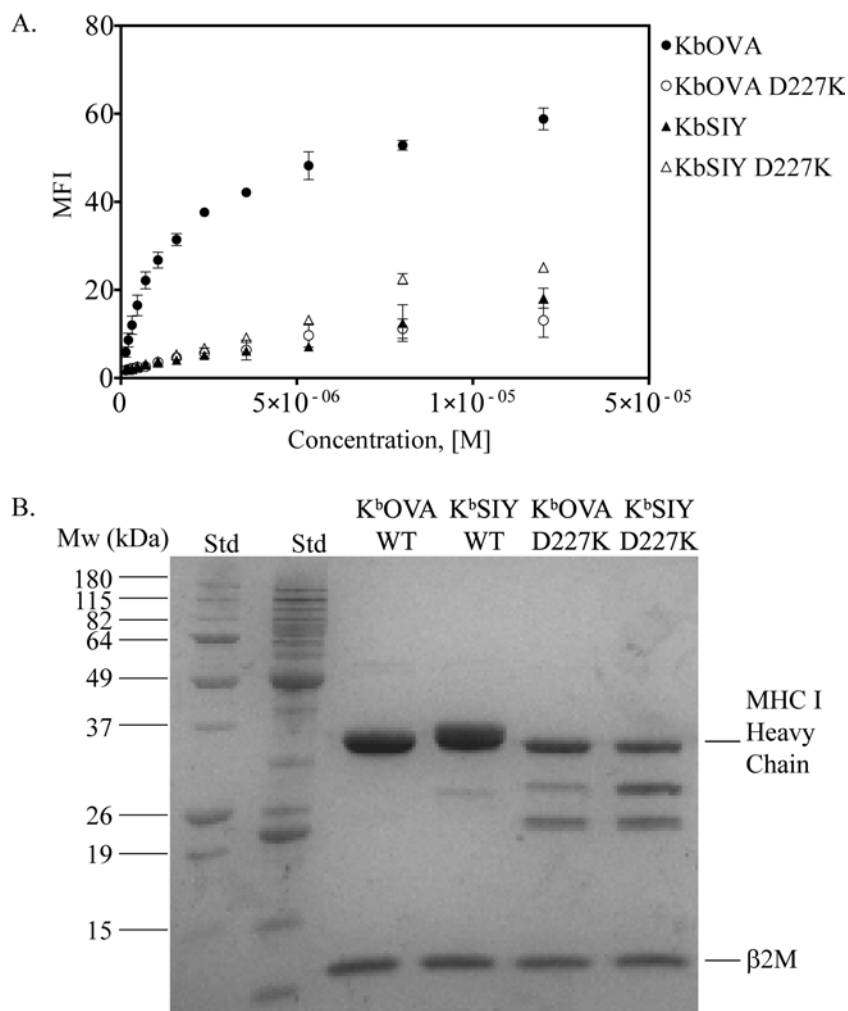 A.
80
60
40
20
0
MFI
0
5×10⁻⁰⁶
1×10⁻⁰⁵
5×10⁻⁰⁵
Concentration, [M]
KbOVA
KbOVA D227K
KbSIY
KbSIY D227K
B.
KᵇOVA KᵇSIY KᵇOVA KᵇSIY
Mw (kDa) Std Std WT WT D227K D227K
180
115
82
64
49
37
26
19
15
MHC I
Heavy
Chain
β2M